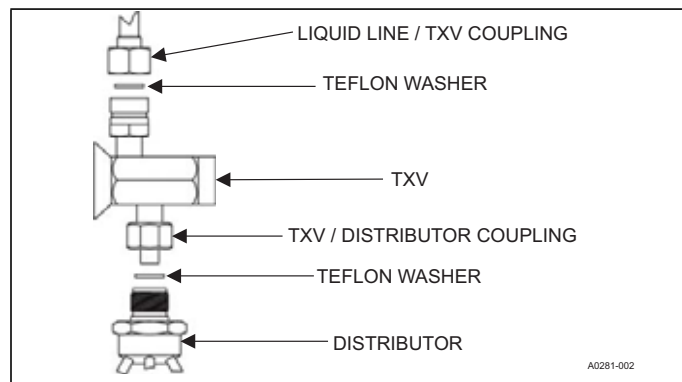 LIQUID LINE / TXV COUPLING
TEFLON WASHER
TXV
TXV / DISTRIBUTOR COUPLING
TEFLON WASHER
DISTRIBUTOR
A0281-002